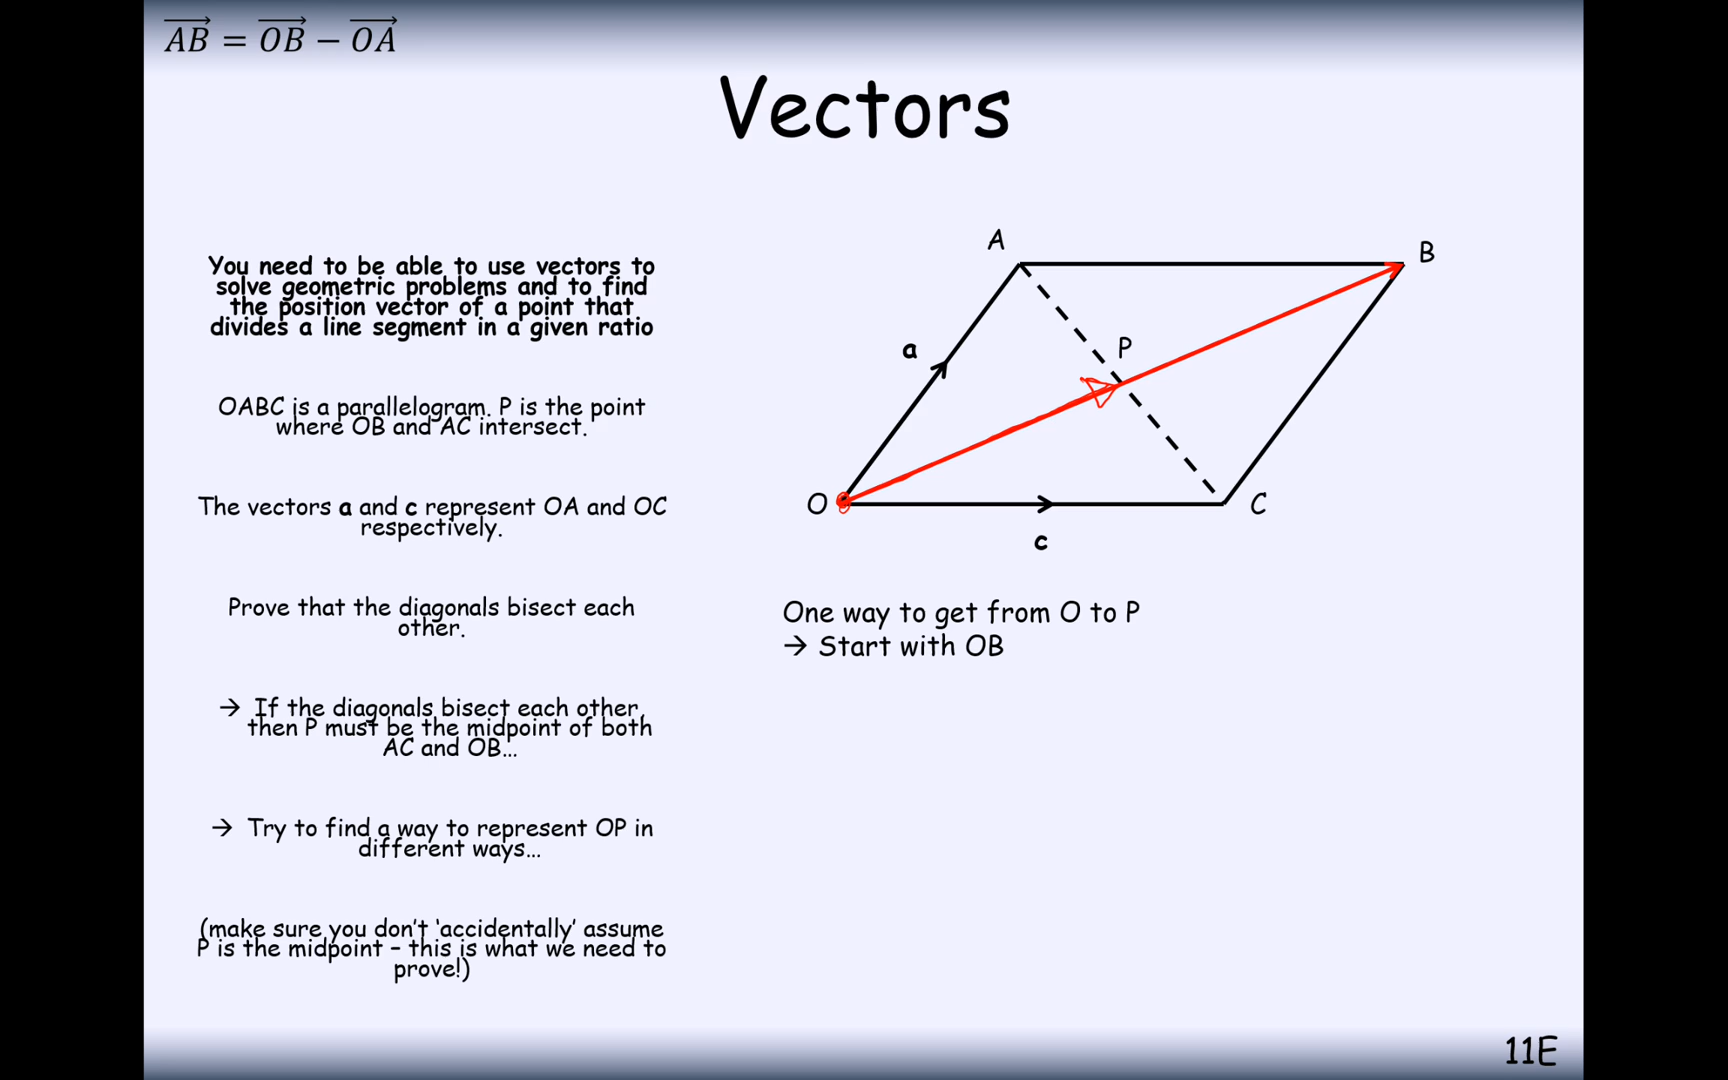 AB = OB − OA
Vectors
You need to be able to use vectors to
solve geometric problems and to find
the position vector of a point that
divides a line segment in a given ratio
OABC is a parallelogram. P is the point
where OB and AC intersect.
The vectors a and c represent OA and OC
respectively.
Prove that the diagonals bisect each
other.
→ If the diagonals bisect each other,
then P must be the midpoint of both
AC and OB…
→ Try to find a way to represent OP in
different ways…
(make sure you don’t ‘accidentally’ assume
P is the midpoint – this is what we need to
prove!)
A
B
a
P
O
C
c
One way to get from O to P
→ Start with OB
11E